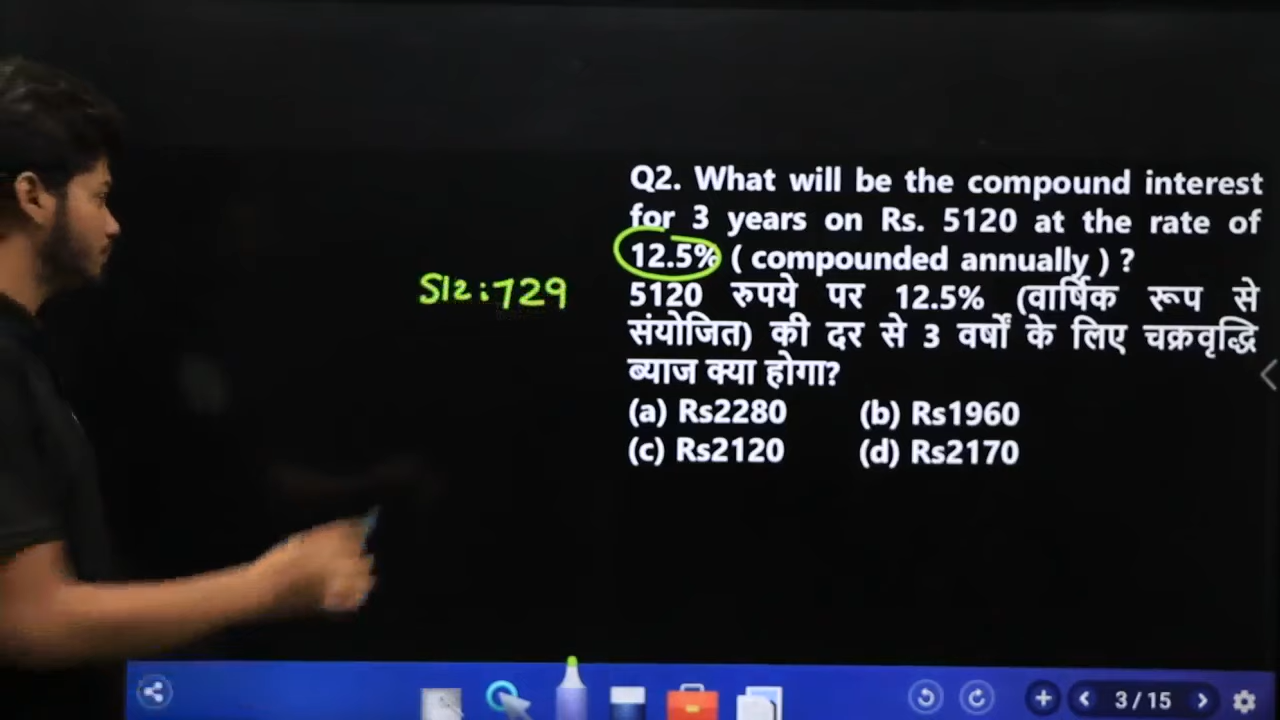 Q2. What will be the compound interest
for 3 years on Rs. 5120 at the rate of
12.5% ( compounded annually ) ?
512:729
5120 रुपये पर 12.5% (वार्षिक रूप से
संयोजित) की दर से 3 वर्षों के लिए चक्रवृद्धि
ब्याज क्या होगा?
(a) Rs2280 (b) Rs1960
(c) Rs2120 (d) Rs2170
3 / 15